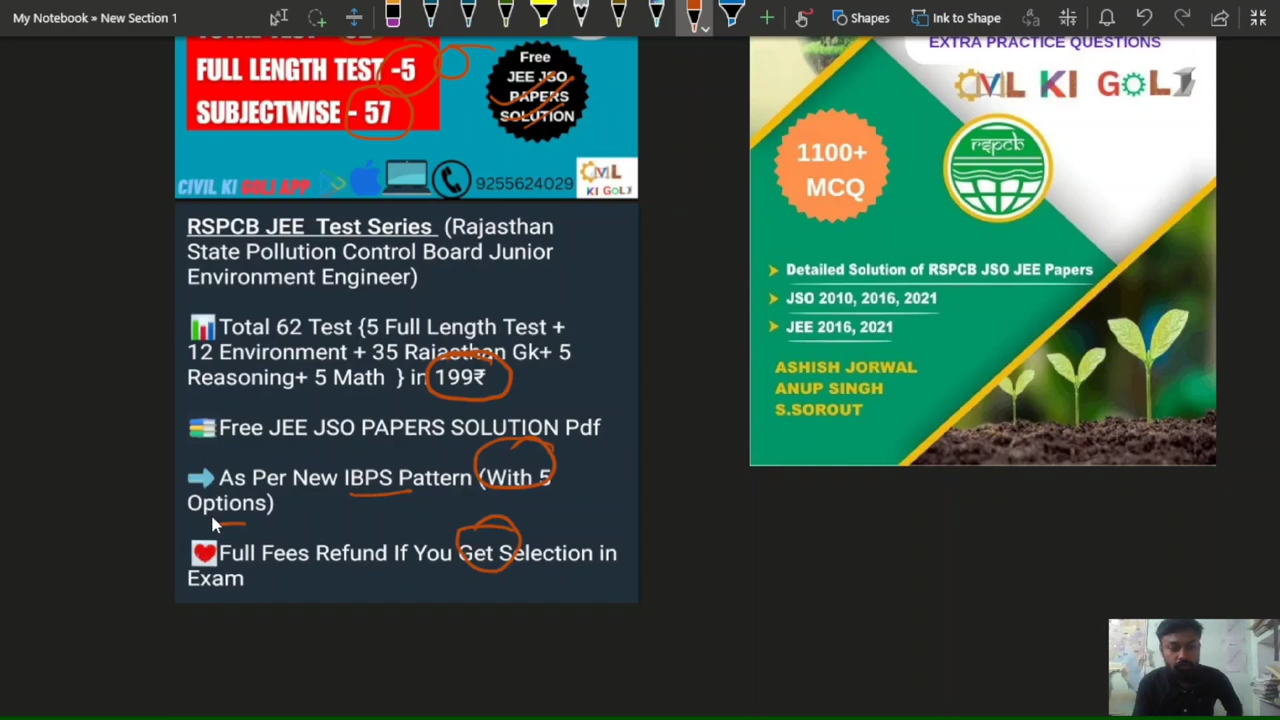 My Notebook » New Section 1
Shapes
Ink to Shape
FULL LENGTH TEST -5
SUBJECTWISE - 57
Free
JEE JSO
PAPERS
SOLUTION
CIVIL KI GOLI APP
9255624029
CIVIL
KI GOLI
RSPCB JEE Test Series (Rajasthan
State Pollution Control Board Junior
Environment Engineer)
Total 62 Test {5 Full Length Test +
12 Environment + 35 Rajasthan Gk+ 5
Reasoning+ 5 Math } in 199₹
Free JEE JSO PAPERS SOLUTION Pdf
As Per New IBPS Pattern (With 5
Options)
Full Fees Refund If You Get Selection in
Exam
EXTRA PRACTICE QUESTIONS
CIVIL KI GOLI
1100+
MCQ
rspcb
Detailed Solution of RSPCB JSO JEE Papers
JSO 2010, 2016, 2021
JEE 2016, 2021
ASHISH JORWAL
ANUP SINGH
S.SOROUT